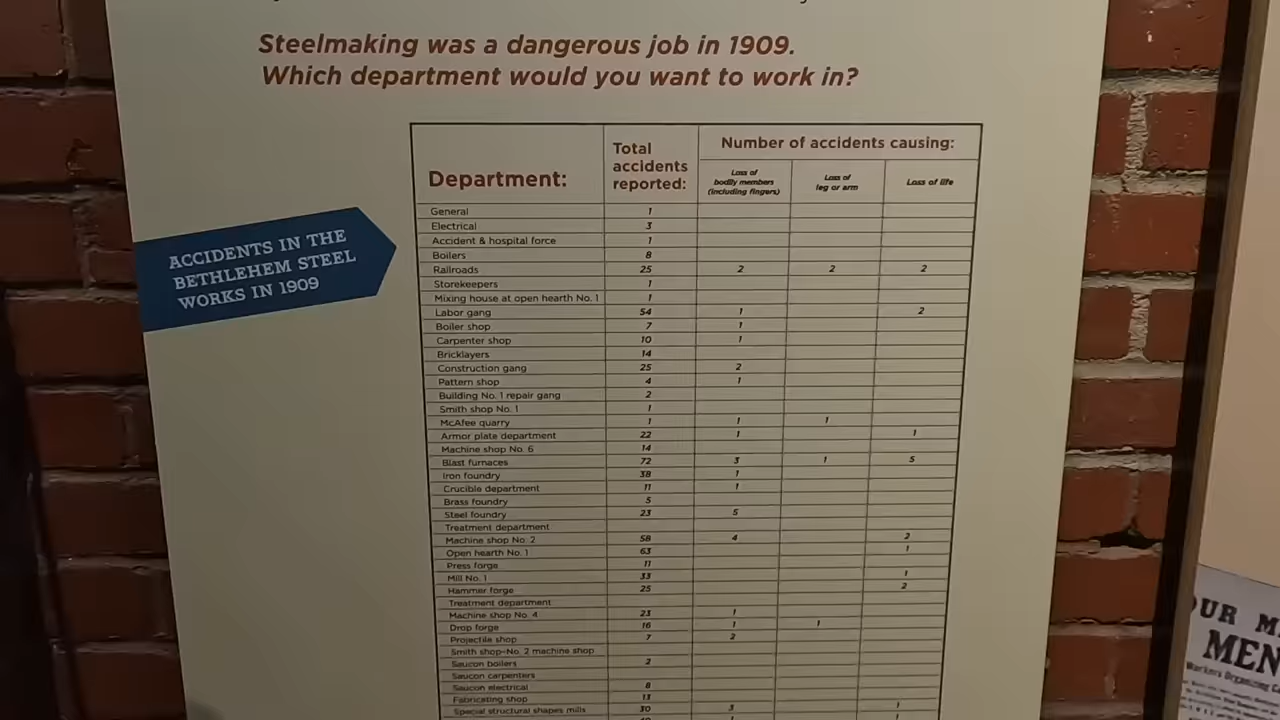 Steelmaking was a dangerous job in 1909.
Which department would you want to work in?
ACCIDENTS IN THE
BETHLEHEM STEEL
WORKS IN 1909
Department:
Total
accidents
reported:
Number of accidents causing:
Loss of
bodily members
(including fingers)
Loss of
leg or arm
Loss of life
General 1
Electrical 3
Accident & hospital force 1
Boilers 8
Railroads 25 2 2 2
Storekeepers 1
Mixing house at open hearth No. 1 1
Labor gang 54 1 2
Boiler shop 7 1
Carpenter shop 10 1
Bricklayers 14
Construction gang 25 2
Pattern shop 4 1
Building No. 1 repair gang 2
Smith shop No. 1 1
McAfee quarry 1 1 1
Armor plate department 22 1 1
Machine shop No. 6 14
Blast furnaces 72 3 1 5
Iron foundry 38 1
Crucible department 11 1
Brass foundry 5
Steel foundry 23 5
Treatment department
Machine shop No. 2 58 4 2
Open hearth No. 1 63 1
Press forge 11
Mill No. 1 33 1
Hammer forge 25 2
Treatment department
Machine shop No. 4 23 1
Drop forge 16 1 1
Projectile shop 7 2
Smith shop-No. 2 machine shop
Saucon boilers 2
Saucon carpenters
Saucon electrical 8
Fabricating shop 13
Special structural shapes mills 30 3 1
OUR M
MEN